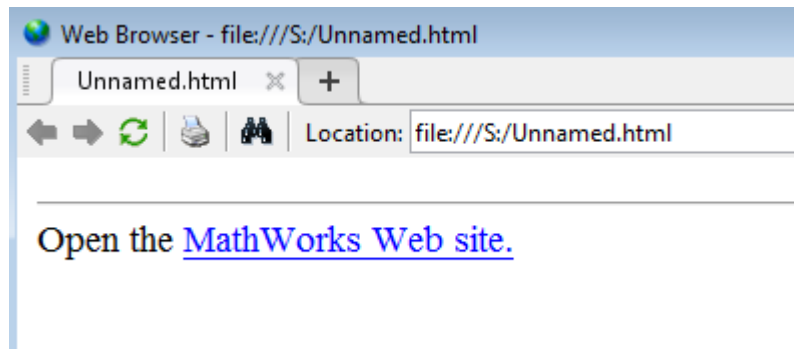 Web Browser - file:///S:/Unnamed.html
Unnamed.html
Location: file:///S:/Unnamed.html
Open the MathWorks Web site.